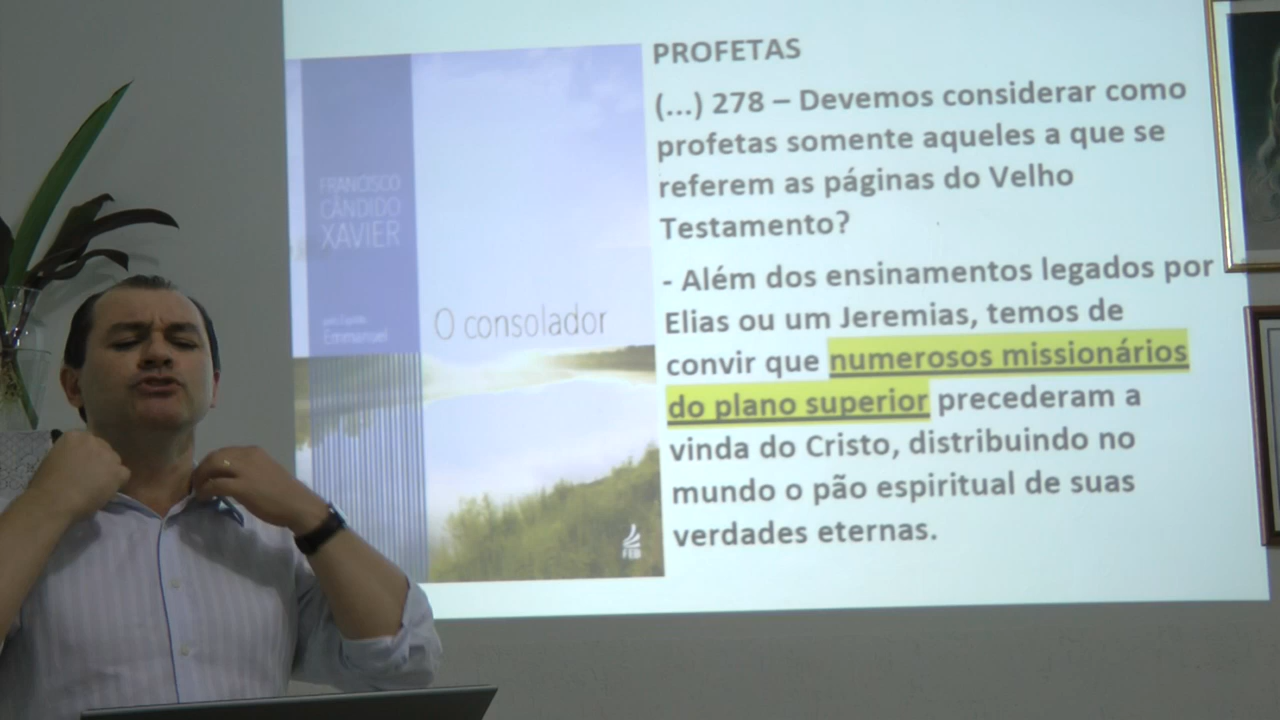 PROFETAS
(...) 278 – Devemos considerar como
profetas somente aqueles a que se
referem as páginas do Velho
Testamento?
- Além dos ensinamentos legados por
Elias ou um Jeremias, temos de
convir que numerosos missionários
do plano superior precederam a
vinda do Cristo, distribuindo no
mundo o pão espiritual de suas
verdades eternas.
FRANCISCO
CÂNDIDO
XAVIER
Emmanuel
O consolador
FEB